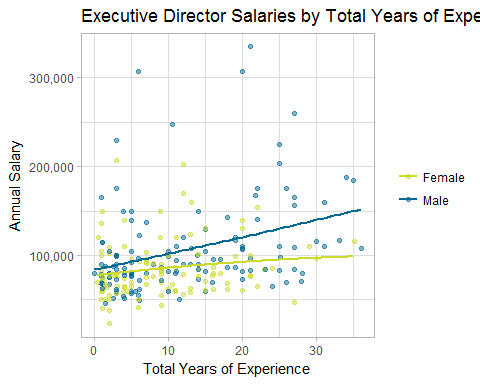 Executive Director Salaries by Total Years of Expe
300,000
200,000
100,000
Annual Salary
0
10
20
30
Total Years of Experience
Female
Male